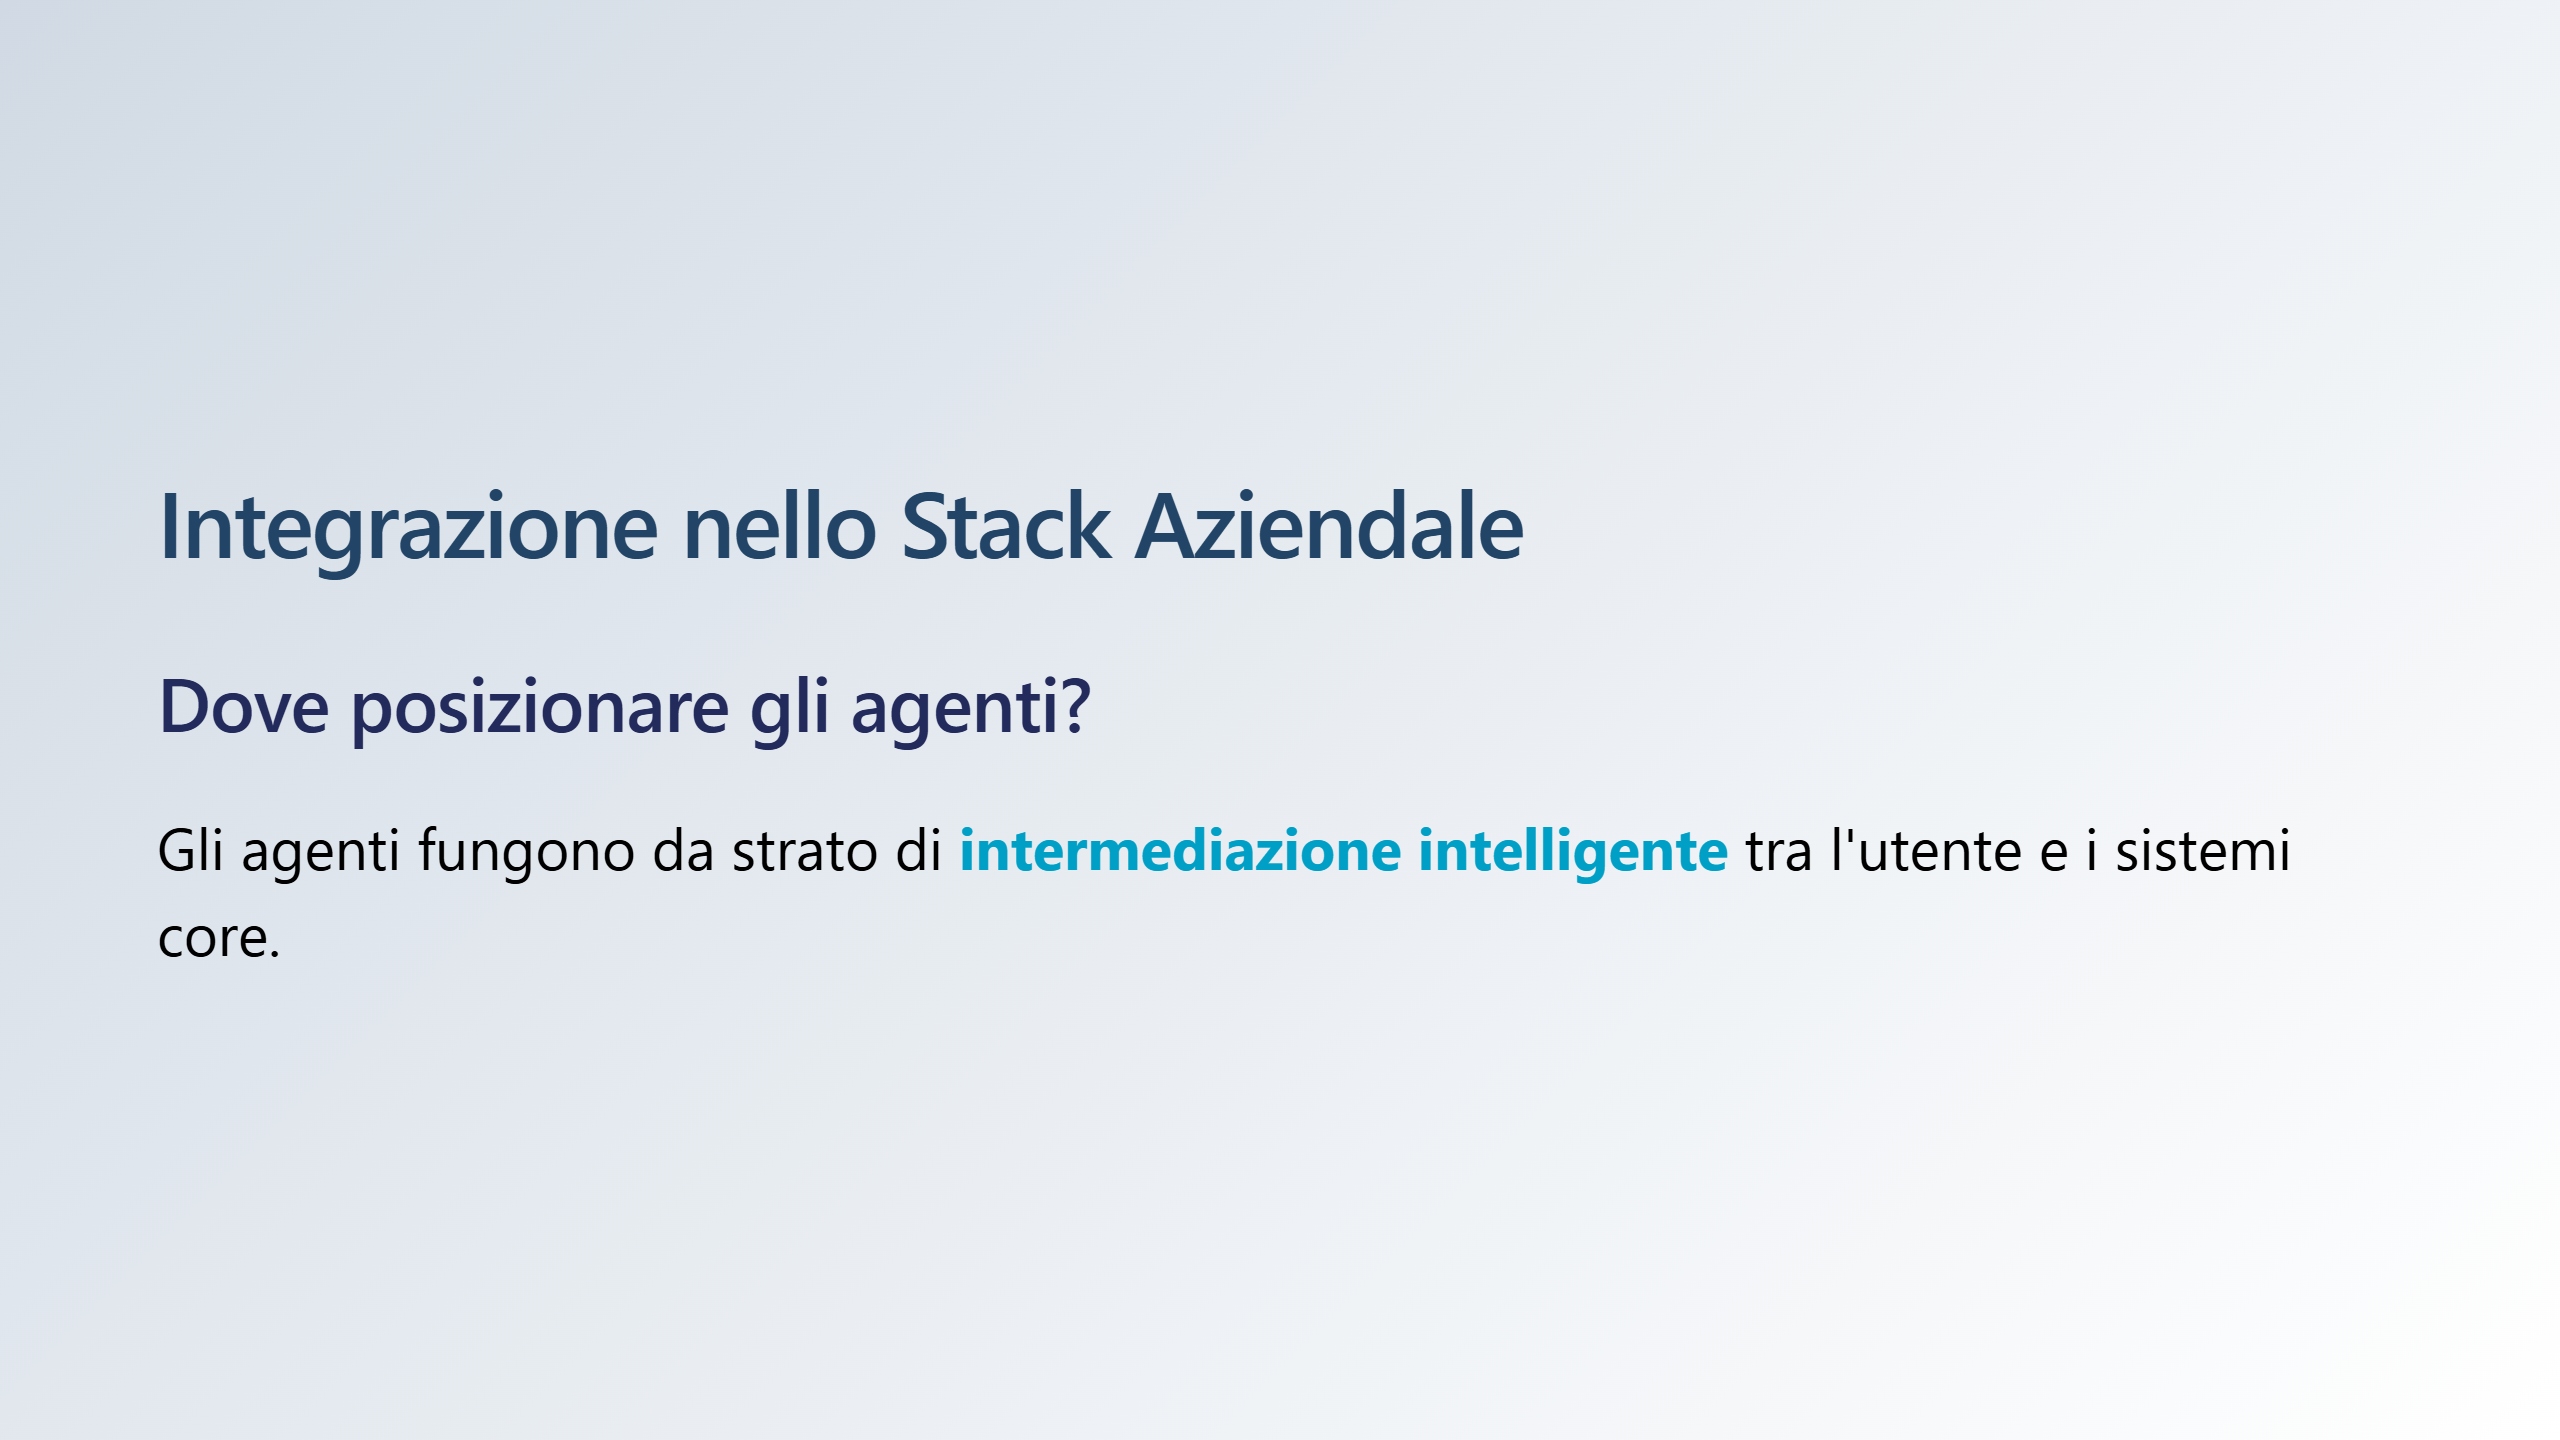 Integrazione nello Stack Aziendale
Dove posizionare gli agenti?
Gli agenti fungono da strato di intermediazione intelligente tra l'utente e i sistemi
core.